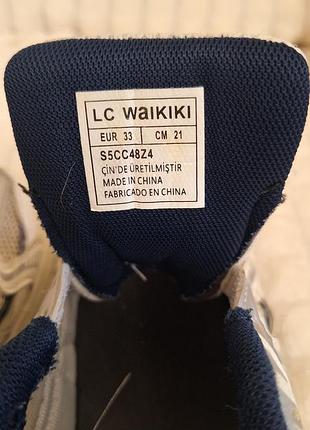 LC WAIKIKI
EUR 33 CM 21
S5CC48Z4
ÇİN'DE ÜRETİLMİŞTİR
MADE IN CHINA
FABRICADO EN CHINA